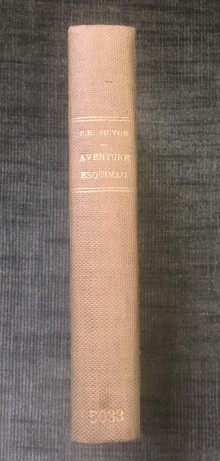 P.E. VICTOR
—
AVENTURE
ESQUIMAU
5033